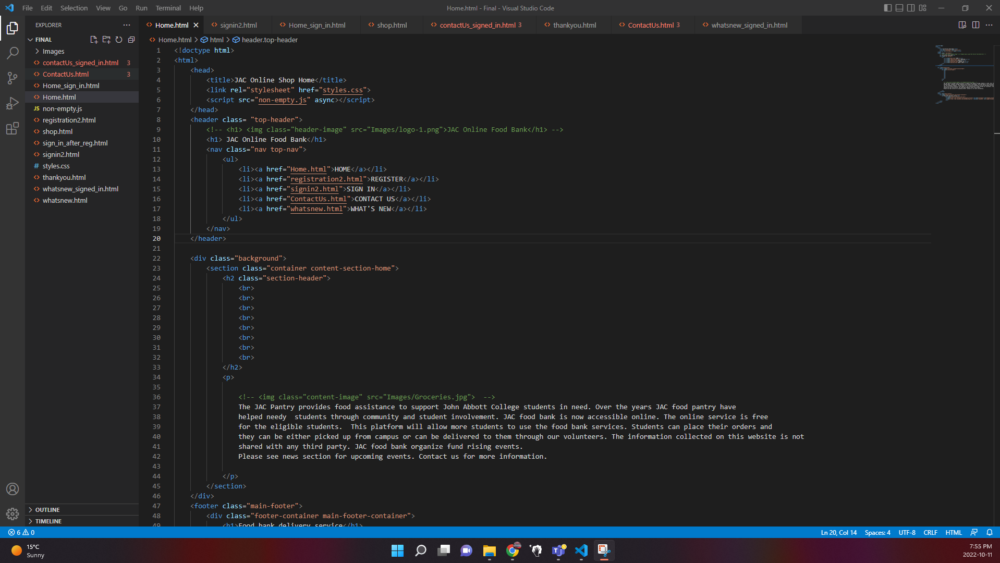 File Edit Selection View Go Run Terminal Help
Home.html - Final - Visual Studio Code
EXPLORER
Home.html
signin2.html
Home_sign_in.html
shop.html
contactUs_signed_in.html 3
thankyou.html
ContactUs.html 3
whatsnew_signed_in.html
FINAL
Images
contactUs_signed_in.html 3
ContactUs.html 3
Home_sign_in.html
Home.html
JS non-empty.js
registration2.html
shop.html
sign_in_after_reg.html
signin2.html
# styles.css
thankyou.html
whatsnew_signed_in.html
whatsnew.html
OUTLINE
TIMELINE
Home.html > html > header.top-header
1 <!doctype html>
2 <html>
3 <head>
4 <title>JAC Online Shop Home</title>
5 <link rel="stylesheet" href="styles.css">
6 <script src="non-empty.js" async></script>
7 </head>
8 <header class= "top-header">
9 <!-- <h1> <img class="header-image" src="Images/logo-1.png">JAC Online Food Bank</h1> -->
10 <h1> JAC Online Food Bank</h1>
11 <nav class="nav top-nav">
12 <ul>
13 <li><a href="Home.html">HOME</a></li>
14 <li><a href="registration2.html">REGISTER</a></li>
15 <li><a href="signin2.html">SIGN IN</a></li>
16 <li><a href="ContactUs.html">CONTACT US</a></li>
17 <li><a href="whatsnew.html">WHAT'S NEW</a></li>
18 </ul>
19 </nav>
20 </header>
21
22 <div class="background">
23 <section class="container content-section-home">
24 <h2 class="section-header">
25 <br>
26 <br>
27 <br>
28 <br>
29 <br>
30 <br>
31 <br>
32 <br>
33 </h2>
34 <p>
35
36 <!-- <img class="content-image" src="Images/Groceries.jpg">  -->
37 The JAC Pantry provides food assistance to support John Abbott College students in need. Over the years JAC food pantry have
38 helped needy  students through community and student involvement. JAC food bank is now accessible online. The online service is free
39 for the eligible students.  This platform will allow more students to use the food bank services. Students can place their orders and
40 they can be either picked up from campus or can be delivered to them through our volunteers. The information collected on this website is not
41 shared with any third party. JAC food bank organize fund rising events.
42 Please see news section for upcoming events. Contact us for more information.
43
44 </p>
45 </section>
46 </div>
47 <footer class="main-footer">
48 <div class="footer-container main-footer-container">
49 <h1>Food bank delivery service</h1>
6 0
Ln 20, Col 14 Spaces: 4 UTF-8 CRLF HTML
15°C
Sunny
7:55 PM
2022-10-11